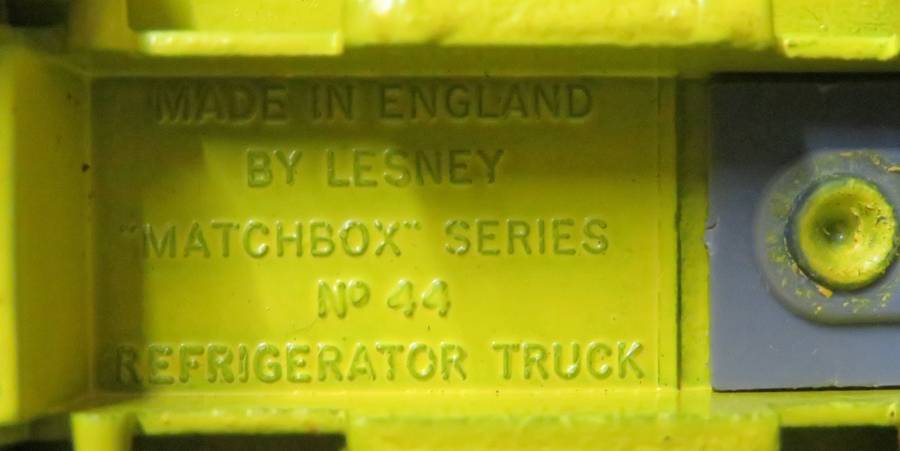 MADE IN ENGLAND
BY LESNEY
"MATCHBOX" SERIES
Nº 44
REFRIGERATOR TRUCK